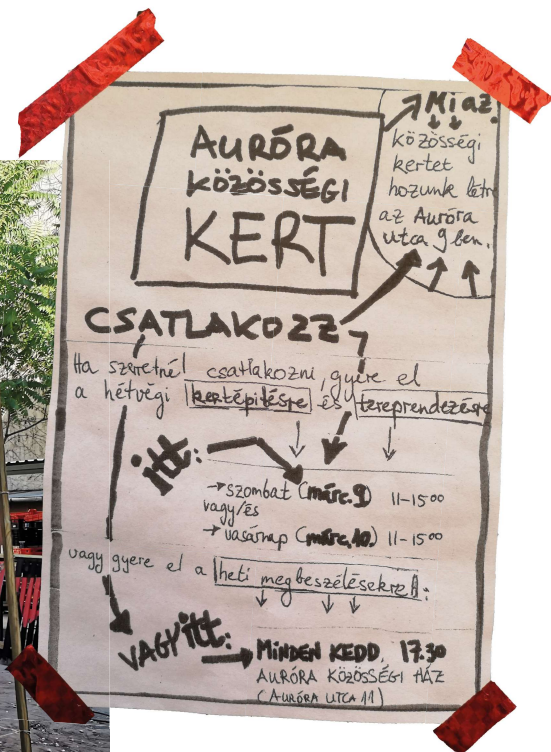 AURÓRA
KÖZÖSSÉGI
KERT
Mi az.
közösségi
kertet
hozunk létre
az Auróra
utca 9 ben.
CSATLAKOZZ
Ha szeretnél csatlakozni, gyere el
a hétvégi kertépítésre és tereprendezésre
itt:
→ szombat (márc. 9) 11-15⁰⁰
vagy/és
→ vasárnap (márc. 10.) 11-15⁰⁰
vagy gyere el a heti megbeszélésekre:
VAGY itt:
MINDEN KEDD, 17.30
AURÓRA KÖZÖSSÉGI HÁZ
(AURÓRA UTCA 11)